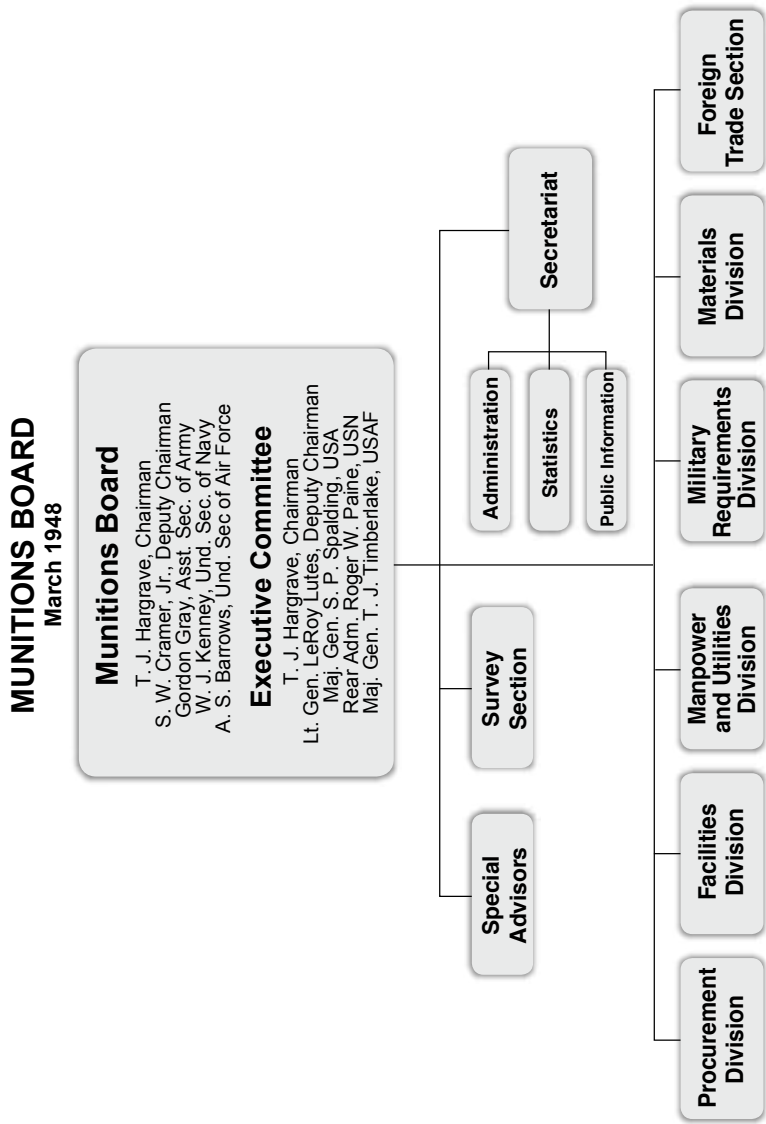 MUNITIONS BOARD
March 1948
Munitions Board
T. J. Hargrave, Chairman
S. W. Cramer, Jr., Deputy Chairman
Gordon Gray, Asst. Sec. of Army
W. J. Kenney, Und. Sec. of Navy
A. S. Barrows, Und. Sec of Air Force
Executive Committee
T. J. Hargrave, Chairman
Lt. Gen. LeRoy Lutes, Deputy Chairman
Maj. Gen. S. P. Spalding, USA
Rear Adm. Roger W. Paine, USN
Maj. Gen. T. J. Timberlake, USAF
Special
Advisors
Survey
Section
Secretariat
Administration
Statistics
Public Information
Procurement
Division
Facilities
Division
Manpower
and Utilities
Division
Military
Requirements
Division
Materials
Division
Foreign
Trade Section